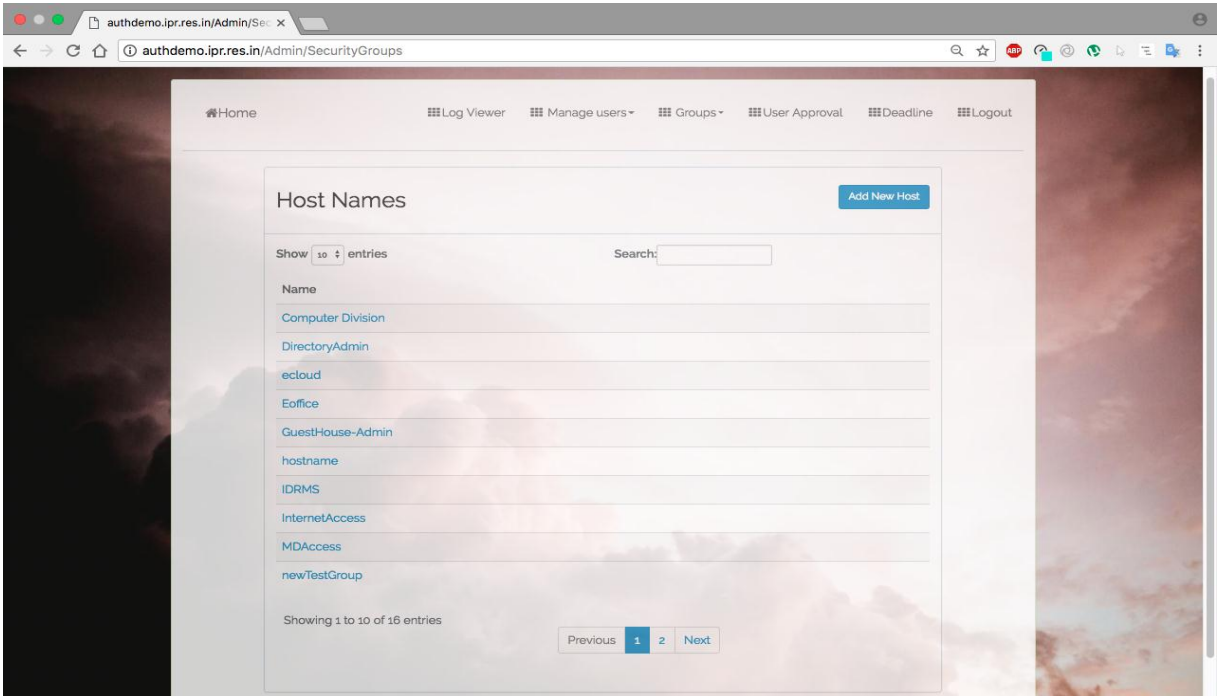 authdemo.ipr.res.in/Admin/Sec
authdemo.ipr.res.in/Admin/SecurityGroups
ABP
Home Log Viewer Manage users Groups User Approval Deadline Logout
Host Names Add New Host
Show 10 entries Search:
Name
Computer Division
DirectoryAdmin
ecloud
Eoffice
GuestHouse-Admin
hostname
IDRMS
InternetAccess
MDAccess
newTestGroup
Showing 1 to 10 of 16 entries
Previous 1 2 Next